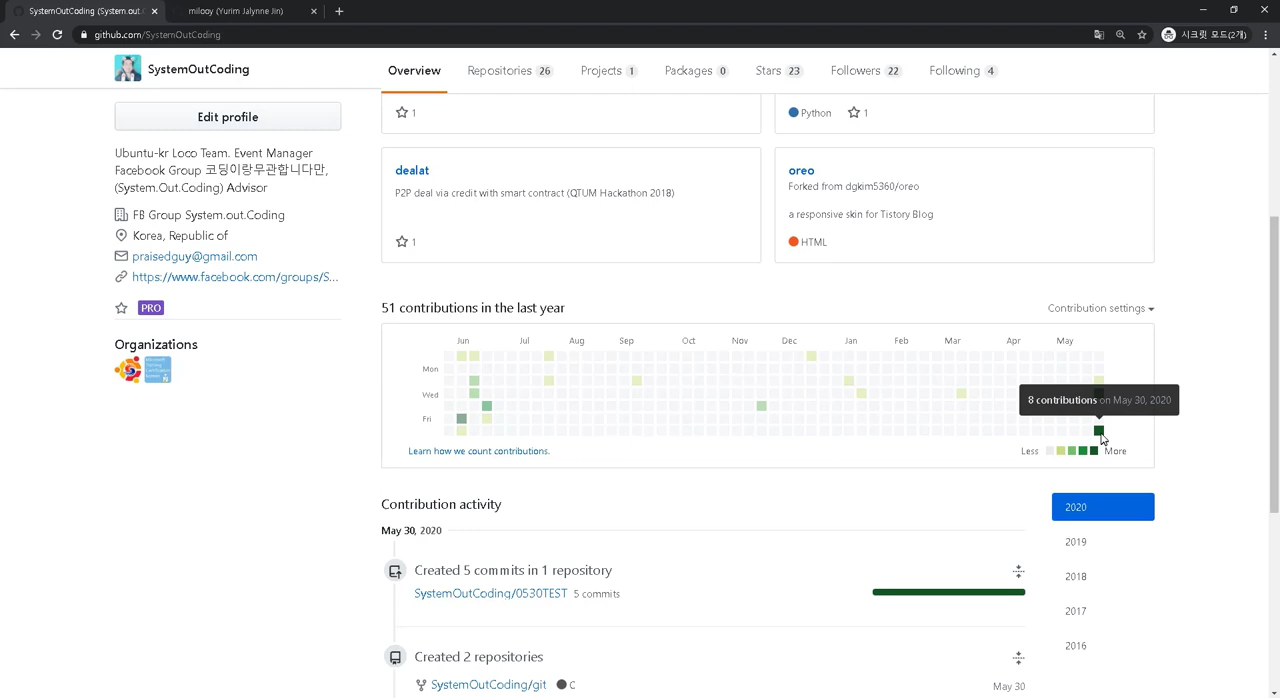 SystemOutCoding (System.out.C
milooy (Yurim Jalynne Jin)
github.com/SystemOutCoding
시크릿 모드(2개)
SystemOutCoding
Overview
Repositories 26
Projects 1
Packages 0
Stars 23
Followers 22
Following 4
Edit profile
Ubuntu-kr Loco Team. Event Manager
Facebook Group 코딩이랑무관합니다만,
(System.Out.Coding) Advisor
FB Group System.out.Coding
Korea, Republic of
praisedguy@gmail.com
https://www.facebook.com/groups/S...
PRO
Organizations
1
Python 1
dealat
P2P deal via credit with smart contract (QTUM Hackathon 2018)
1
oreo
Forked from dgkim5360/oreo
a responsive skin for Tistory Blog
HTML
51 contributions in the last year
Contribution settings
Jun Jul Aug Sep Oct Nov Dec Jan Feb Mar Apr May
Mon
Wed
Fri
8 contributions on May 30, 2020
Learn how we count contributions.
Less More
Contribution activity
May 30, 2020
Created 5 commits in 1 repository
SystemOutCoding/0530TEST 5 commits
Created 2 repositories
SystemOutCoding/git C May 30
2020
2019
2018
2017
2016